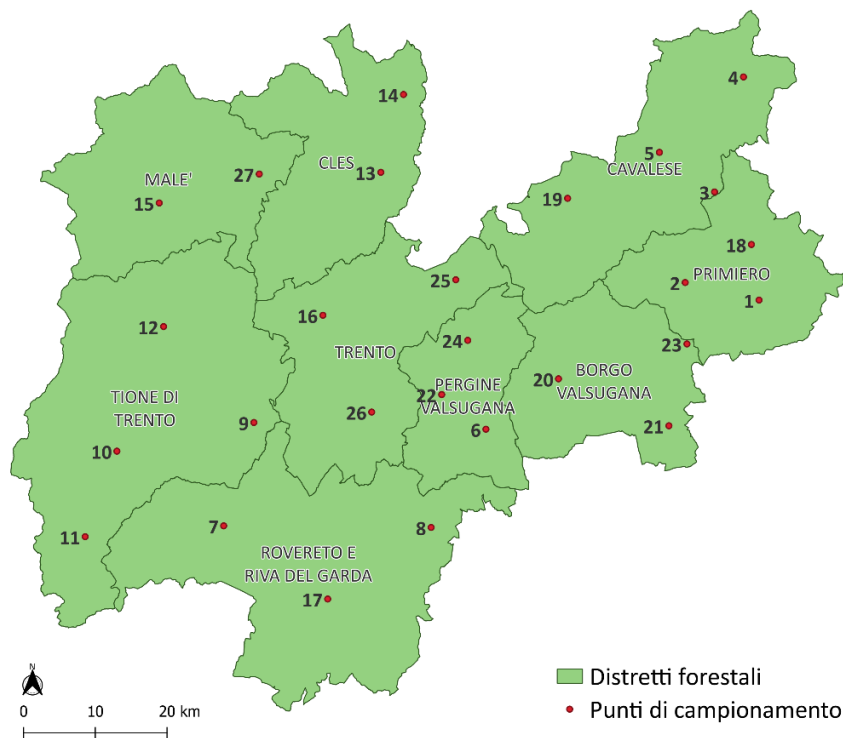 4
14
5
CAVALESE
CLES
13
27
MALE'
15
3
19
18
PRIMIERO
2
25
1
16
12
TRENTO
24
23
20
BORGO
VALSUGANA
22
PERGINE
VALSUGANA
TIONE DI
TRENTO
26
9
6
21
10
7
8
11
ROVERETO E
RIVA DEL GARDA
17
N
0 10 20 km
Distretti forestali
Punti di campionamento